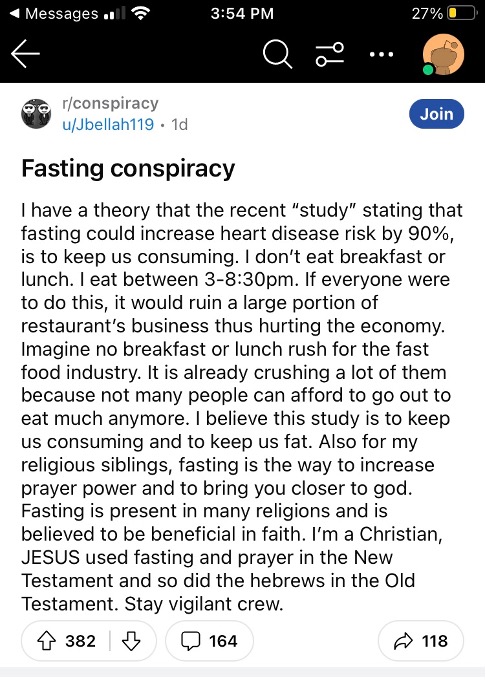 Messages 3:54 PM 27%
r/conspiracy
u/Jbellah119 • 1d
Join
Fasting conspiracy
I have a theory that the recent “study” stating that
fasting could increase heart disease risk by 90%,
is to keep us consuming. I don’t eat breakfast or
lunch. I eat between 3-8:30pm. If everyone were
to do this, it would ruin a large portion of
restaurant’s business thus hurting the economy.
Imagine no breakfast or lunch rush for the fast
food industry. It is already crushing a lot of them
because not many people can afford to go out to
eat much anymore. I believe this study is to keep
us consuming and to keep us fat. Also for my
religious siblings, fasting is the way to increase
prayer power and to bring you closer to god.
Fasting is present in many religions and is
believed to be beneficial in faith. I’m a Christian,
JESUS used fasting and prayer in the New
Testament and so did the hebrews in the Old
Testament. Stay vigilant crew.
382 164 118